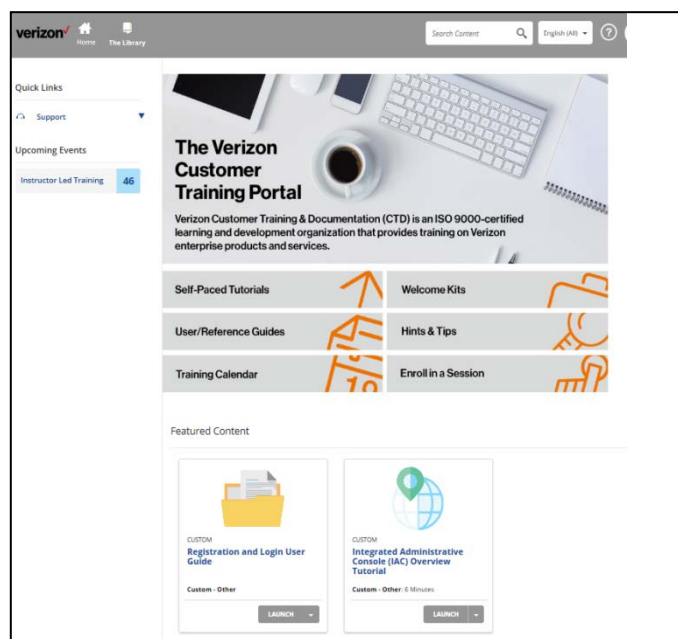 verizon
Home
The Library
Search Content
English (All)
?
Quick Links
Support
Upcoming Events
Instructor Led Training 46
The Verizon
Customer
Training Portal
Verizon Customer Training & Documentation (CTD) is an ISO 9000-certified
learning and development organization that provides training on Verizon
enterprise products and services.
Self-Paced Tutorials
Welcome Kits
User/Reference Guides
Hints & Tips
Training Calendar
Enroll in a Session
Featured Content
CUSTOM
Registration and Login User
Guide
Custom - Other
LAUNCH
CUSTOM
Integrated Administrative
Console (IAC) Overview
Tutorial
Custom - Other: 6 Minutes
LAUNCH